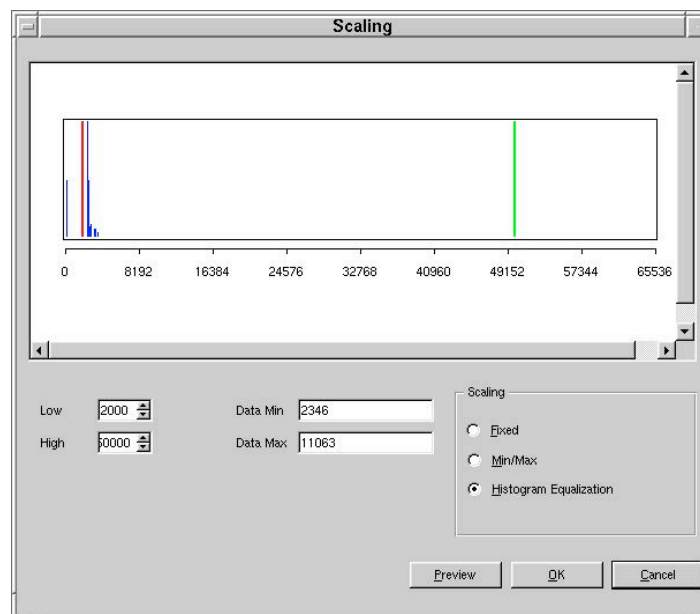 Scaling
0 8192 16384 24576 32768 40960 49152 57344 65536
Low 2000 Data Min 2346
High 50000 Data Max 11063
Scaling
Fixed
Min/Max
Histogram Equalization
Preview OK Cancel